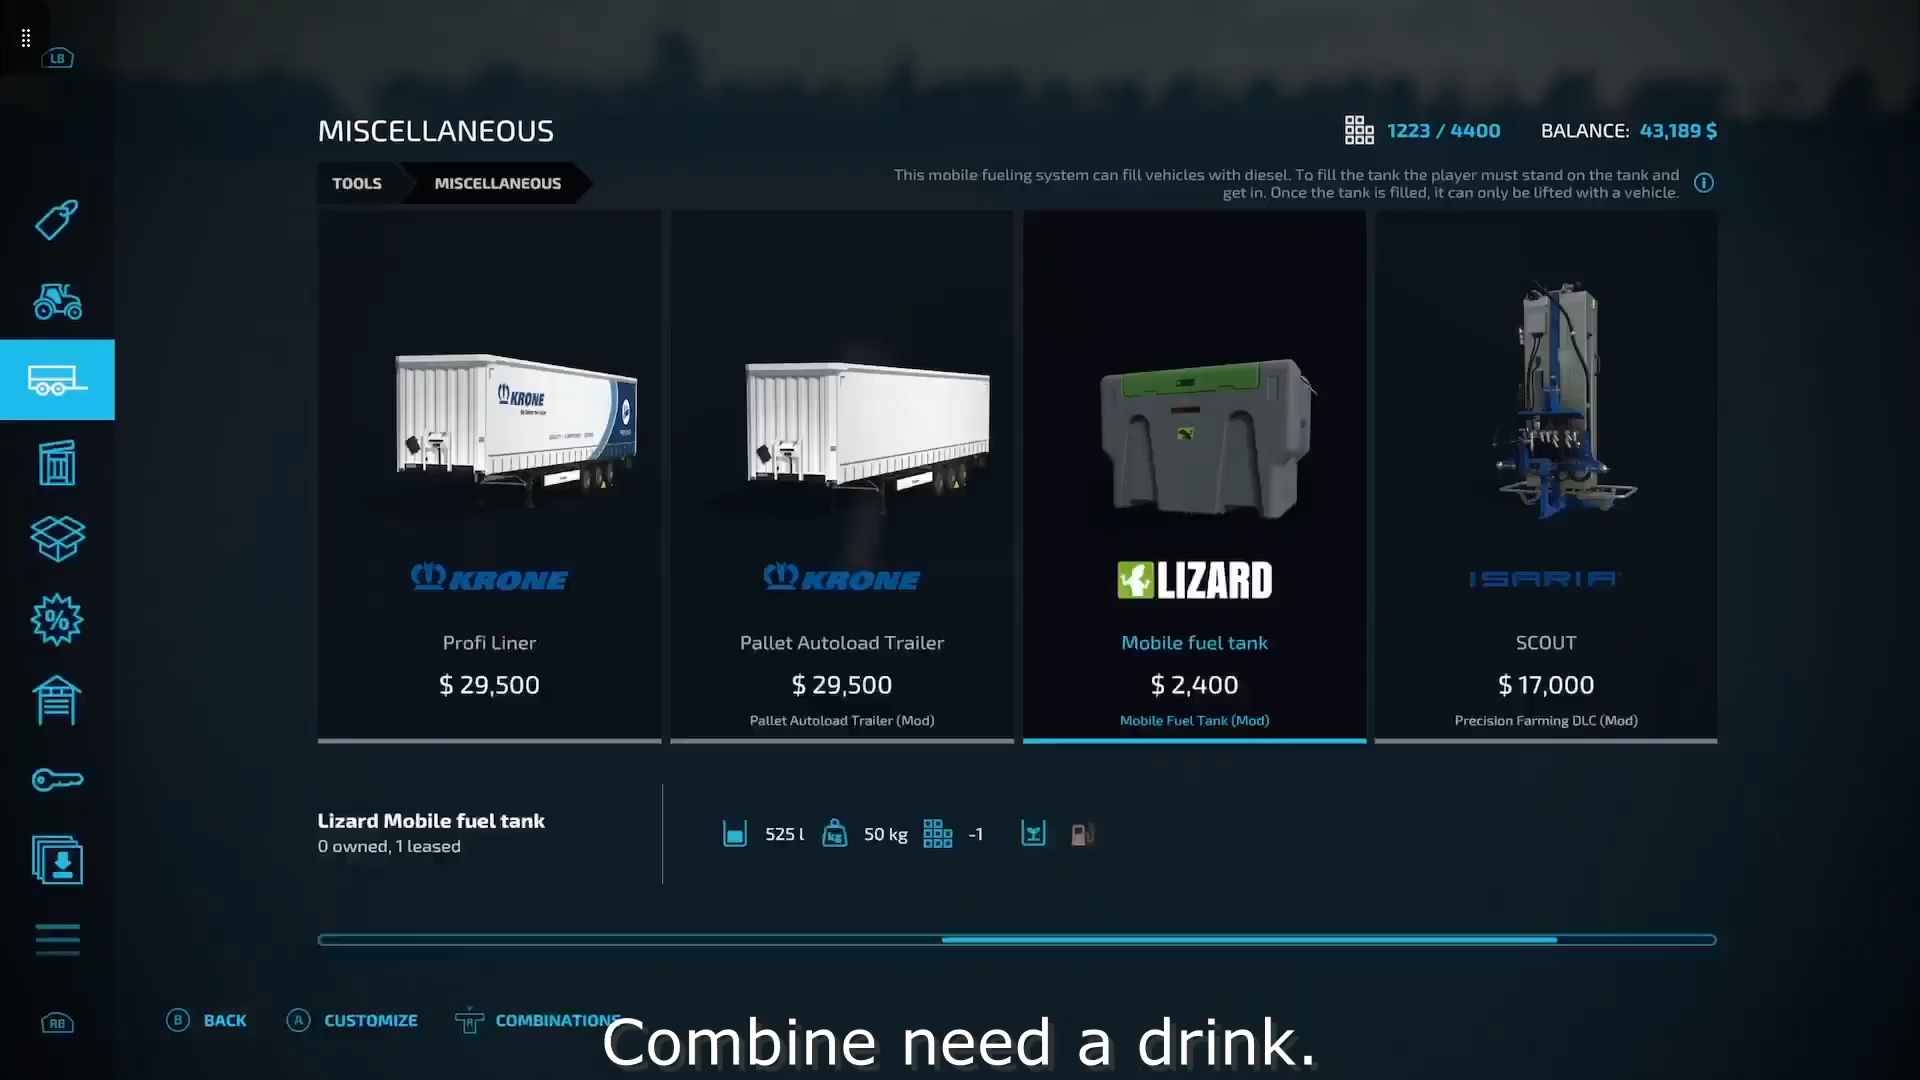 LB
MISCELLANEOUS
1223 / 4400
BALANCE: 43,189 $
TOOLS
MISCELLANEOUS
This mobile fueling system can fill vehicles with diesel. To fill the tank the player must stand on the tank and
get in. Once the tank is filled, it can only be lifted with a vehicle.
KRONE
KRONE
Profi Liner
$ 29,500
KRONE
Pallet Autoload Trailer
$ 29,500
Pallet Autoload Trailer (Mod)
LIZARD
Mobile fuel tank
$ 2,400
Mobile Fuel Tank (Mod)
ISARIA
SCOUT
$ 17,000
Precision Farming DLC (Mod)
%
Lizard Mobile fuel tank
0 owned, 1 leased
525 l
kg
50 kg
-1
RB
B BACK
A CUSTOMIZE
R COMBINATIONS
Combine need a drink.